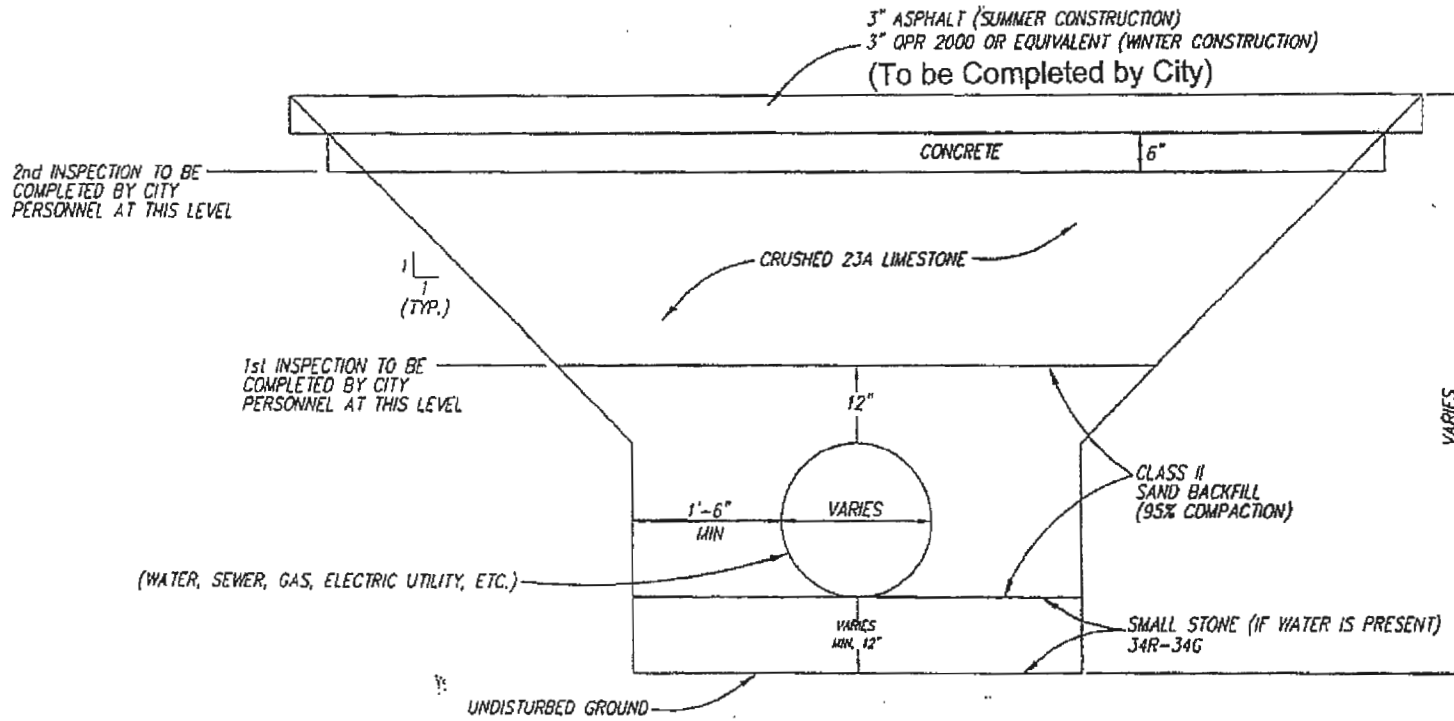 3" ASPHALT (SUMMER CONSTRUCTION)
3" QPR 2000 OR EQUIVALENT (WINTER CONSTRUCTION)
(To be Completed by City)
CONCRETE
6"
2nd INSPECTION TO BE
COMPLETED BY CITY
PERSONNEL AT THIS LEVEL
CRUSHED 23A LIMESTONE
1
1
(TYP.)
1st INSPECTION TO BE
COMPLETED BY CITY
PERSONNEL AT THIS LEVEL
12"
VARIES
CLASS II
SAND BACKFILL
(95% COMPACTION)
1'-6"
MIN
VARIES
(WATER, SEWER, GAS, ELECTRIC UTILITY, ETC.)
VARIES
MIN, 12"
SMALL STONE (IF WATER IS PRESENT)
34R-34G
UNDISTURBED GROUND